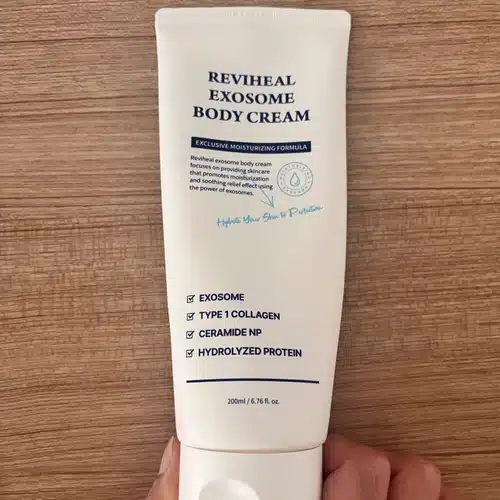 REVIHEAL
EXOSOME
BODY CREAM
EXCLUSIVE MOISTURIZING FORMULA
Reviheal exosome body cream
focuses on providing skincare
that promotes moisturization
and soothing relief effect using
the power of exosomes.
Hydrate Your Skin to Perfection
EXOSOME
TYPE 1 COLLAGEN
CERAMIDE NP
HYDROLYZED PROTEIN
200ml / 6.76 fl. oz.